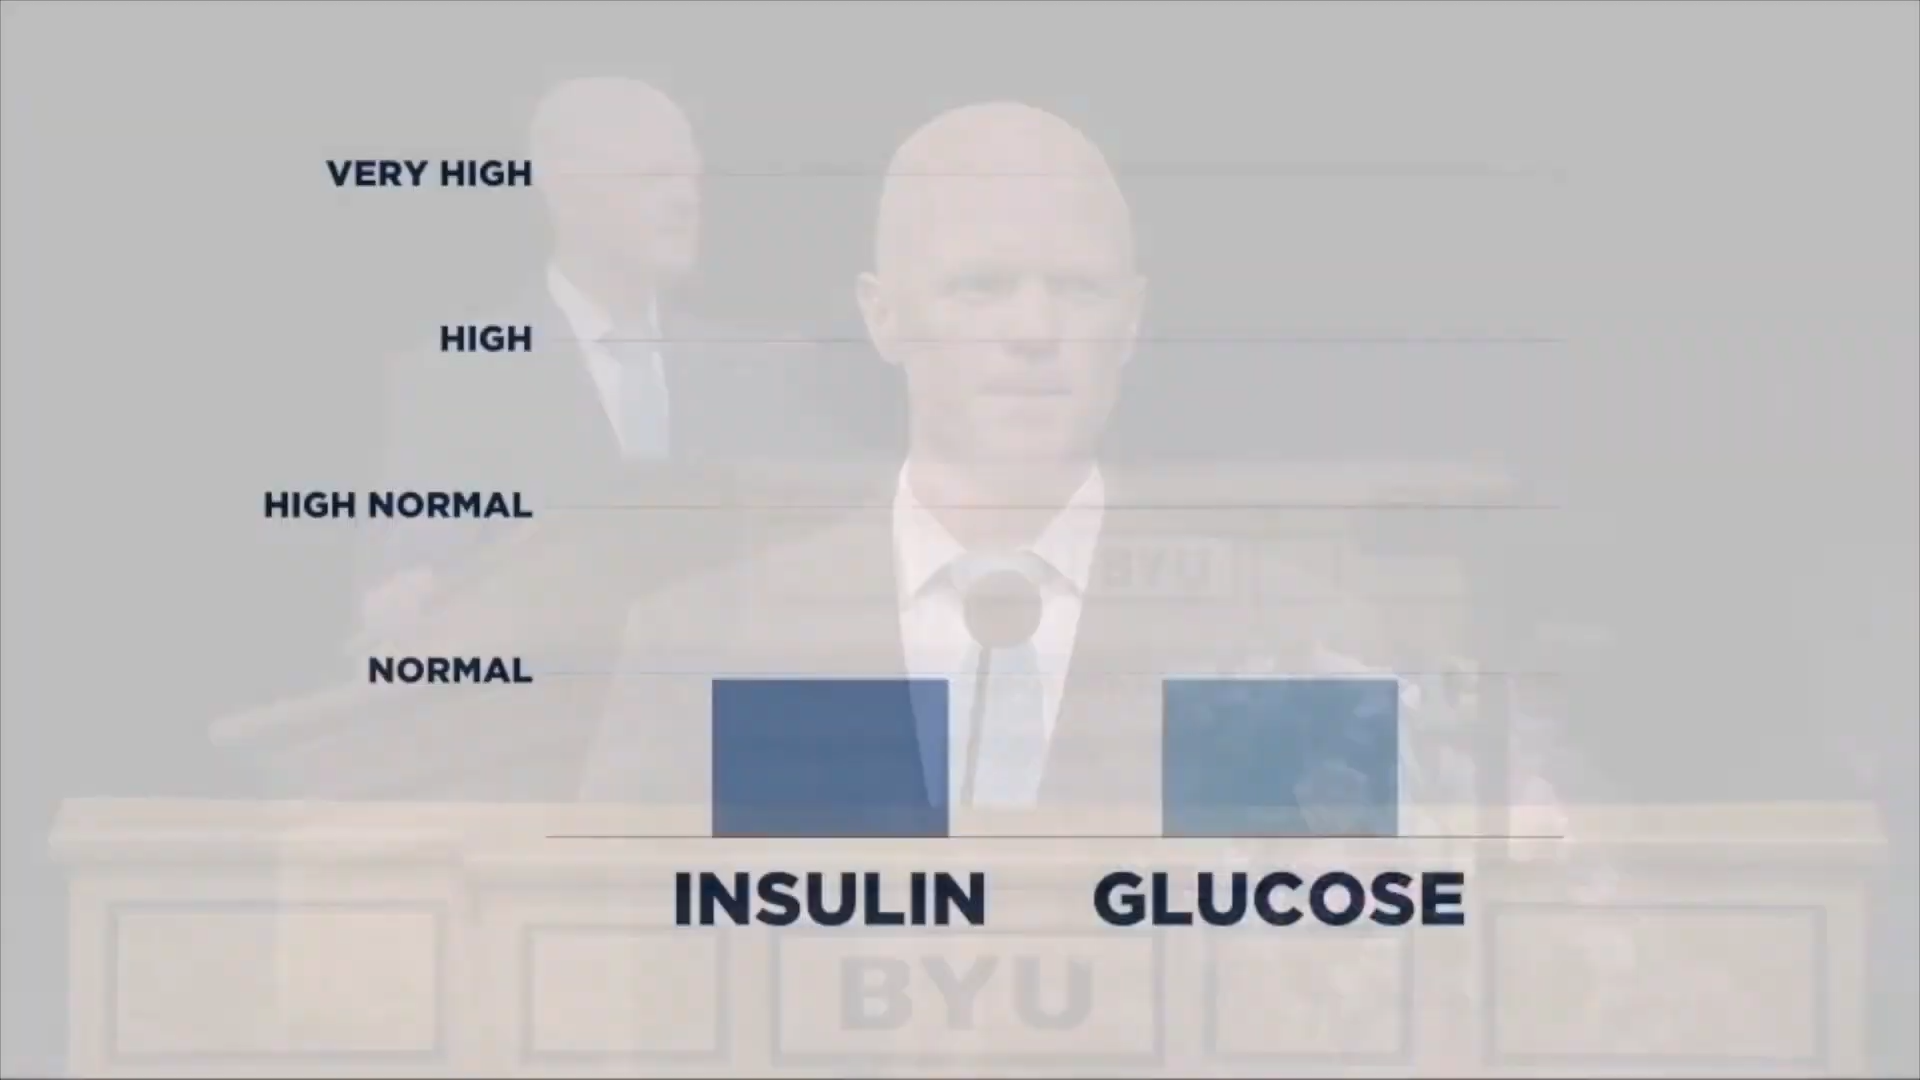 VERY HIGH
HIGH
HIGH NORMAL
BYU
NORMAL
INSULIN GLUCOSE
BYU